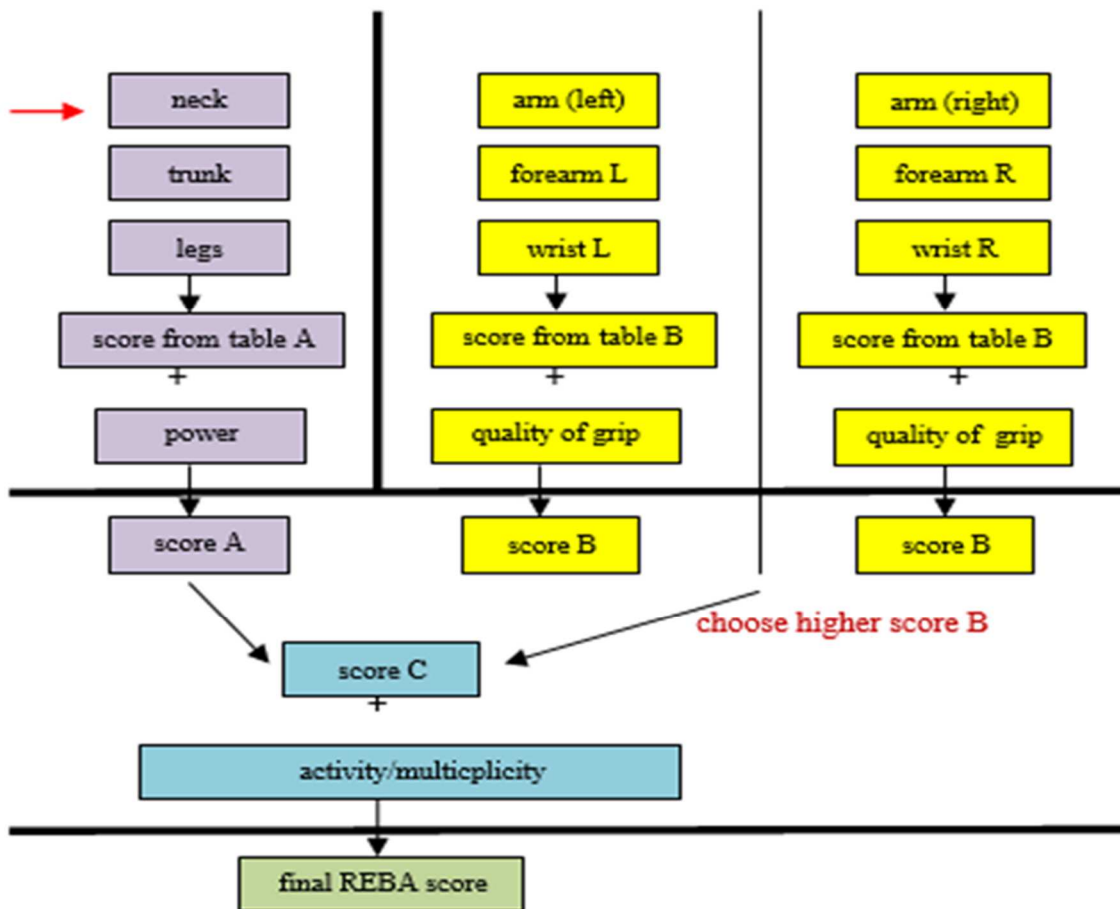 neck
trunk
legs
score from table A
+
power
score A
arm (left)
forearm L
wrist L
score from table B
+
quality of grip
score B
arm (right)
forearm R
wrist R
score from table B
+
quality of grip
score B
choose higher score B
score C
+
activity/multicplicity
final REBA score